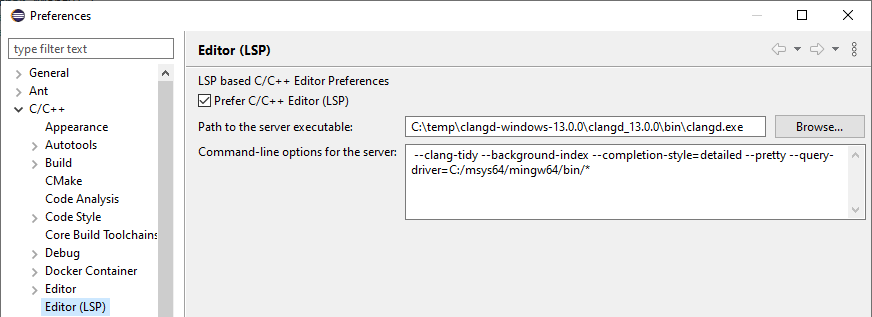 Preferences
type filter text
General
Ant
C/C++
Appearance
Autotools
Build
CMake
Code Analysis
Code Style
Core Build Toolchains
Debug
Docker Container
Editor
Editor (LSP)
Editor (LSP)
LSP based C/C++ Editor Preferences
Prefer C/C++ Editor (LSP)
Path to the server executable: C:\temp\clangd-windows-13.0.0\clangd_13.0.0\bin\clangd.exe Browse...
Command-line options for the server: --clang-tidy --background-index --completion-style=detailed --pretty --query-
driver=C:/msys64/mingw64/bin/*